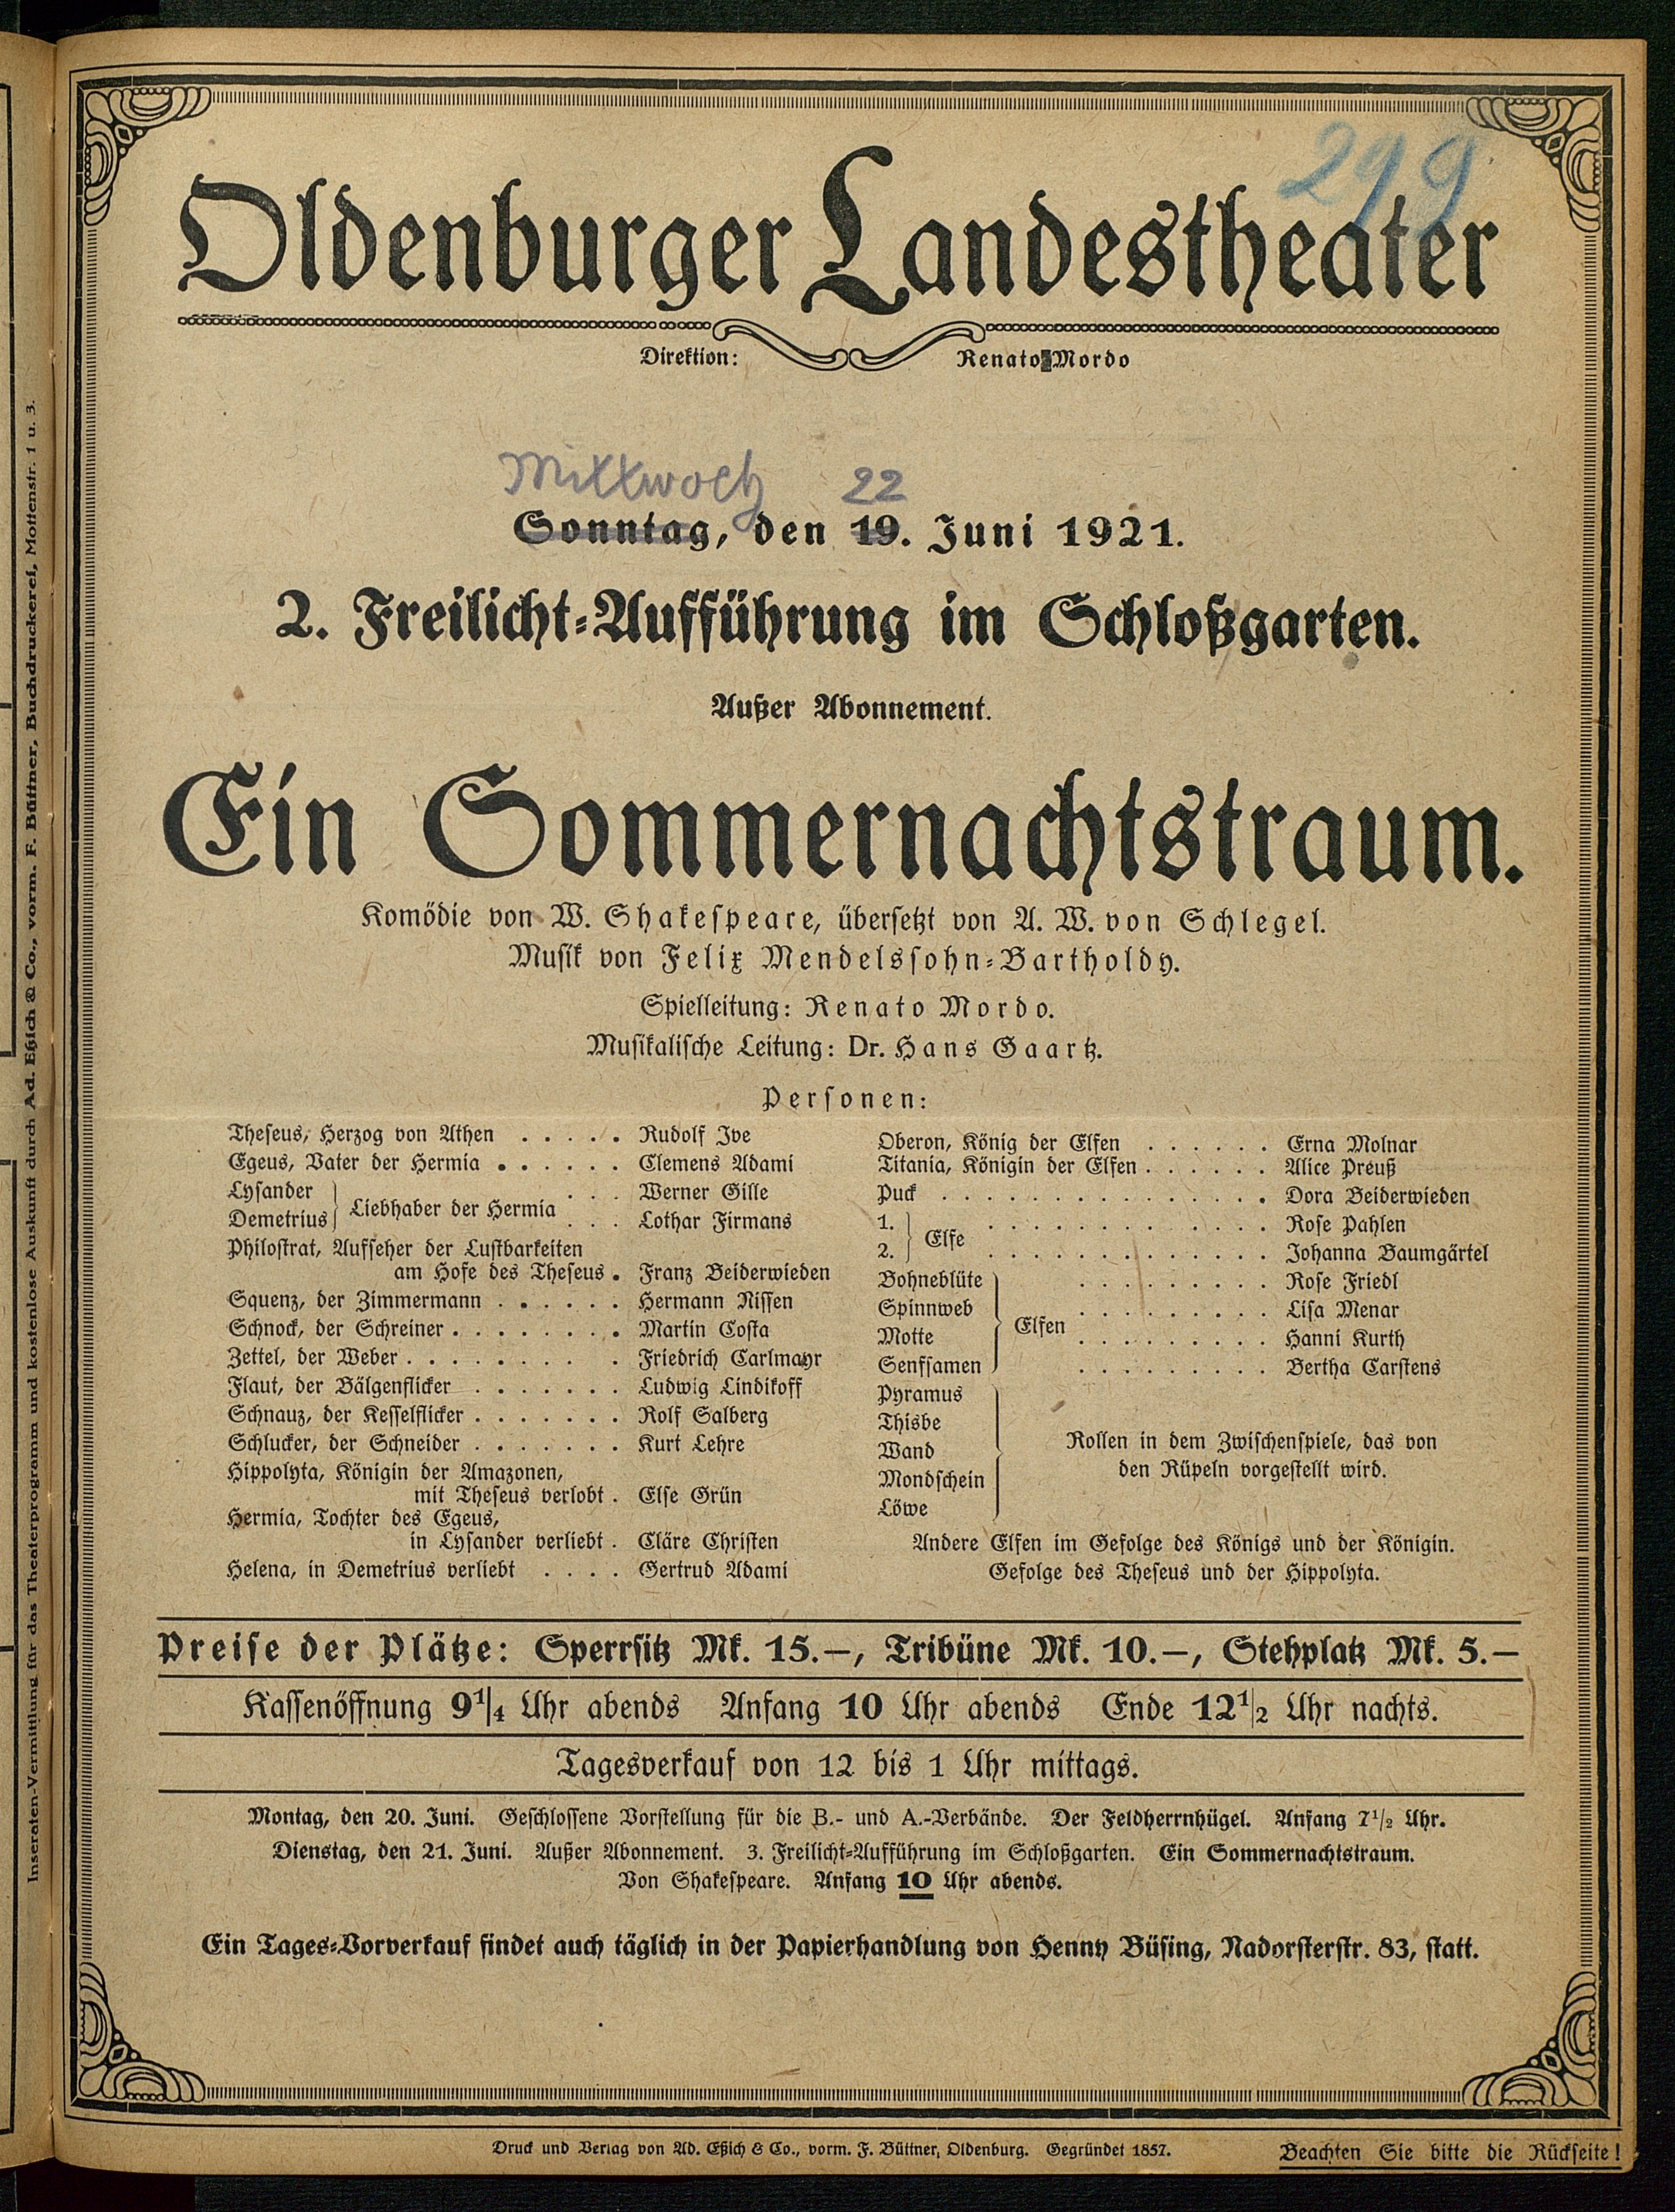 299
Oldenburger Landestheater
Direktion: Renato Mordo
Mittwoch 22
Sonntag, den 19. Juni 1921.
2. Freilicht-Aufführung im Schloßgarten.
Außer Abonnement.
Ein Sommernachtstraum.
Komödie von W. Shakespeare, übersetzt von A. W. von Schlegel.
Musik von Felix Mendelssohn-Bartholdy.
Spielleitung: Renato Mordo.
Musikalische Leitung: Dr. Hans Gaartz.
Personen:
Theseus, Herzog von Athen . . . . . Rudolf Ive
Egeus, Vater der Hermia . . . . . . Clemens Adami
Lysander } Liebhaber der Hermia . . . Werner Gille
Demetrius } . . . Lothar Firmans
Philostrat, Aufseher der Lustbarkeiten
am Hofe des Theseus . Franz Beiderwieden
Squenz, der Zimmermann . . . . . . Hermann Nissen
Schnock, der Schreiner . . . . . . . . Martin Costa
Zettel, der Weber . . . . . . . . . Friedrich Carlmayr
Flaut, der Bälgenflicker . . . . . . . Ludwig Lindikoff
Schnauz, der Kesselflicker . . . . . . . Rolf Salberg
Schlucker, der Schneider . . . . . . . Kurt Lehre
Hippolyta, Königin der Amazonen,
mit Theseus verlobt . Else Grün
Hermia, Tochter des Egeus,
in Lysander verliebt . Cläre Christen
Helena, in Demetrius verliebt . . . . Gertrud Adami
Oberon, König der Elfen . . . . . . Erna Molnar
Titania, Königin der Elfen . . . . . . Alice Preuß
Puck . . . . . . . . . . . . . . . Dora Beiderwieden
1. } Elfe . . . . . . . . . . . . . Rose Pahlen
2. } . . . . . . . . . . . . . Johanna Baumgärtel
Bohneblüte } . . . . . . . . . Rose Friedl
Spinnweb } Elfen . . . . . . . . . Lisa Menar
Motte } . . . . . . . . . Hanni Kurth
Senfsamen } . . . . . . . . . Bertha Carstens
Pyramus
Thisbe
Wand } Rollen in dem Zwischenspiele, das von
Mondschein } den Rüpeln vorgestellt wird.
Löwe
Andere Elfen im Gefolge des Königs und der Königin.
Gefolge des Theseus und der Hippolyta.
Preise der Plätze: Sperrsitz Mk. 15.—, Tribüne Mk. 10.—, Stehplatz Mk. 5.—
Kassenöffnung 9¹/₄ Uhr abends Anfang 10 Uhr abends Ende 12¹/₂ Uhr nachts.
Tagesverkauf von 12 bis 1 Uhr mittags.
Montag, den 20. Juni. Geschlossene Vorstellung für die B.- und A.-Verbände. Der Feldherrnhügel. Anfang 7¹/₂ Uhr.
Dienstag, den 21. Juni. Außer Abonnement. 3. Freilicht-Aufführung im Schloßgarten. Ein Sommernachtstraum.
Von Shakespeare. Anfang 10 Uhr abends.
Ein Tages-Vorverkauf findet auch täglich in der Papierhandlung von Henny Büsing, Nadorsterstr. 83, statt.
Druck und Verlag von Ad. Eßich & Co., vorm. F. Büttner, Oldenburg. Gegründet 1857.
Beachten Sie bitte die Rückseite!
Inseraten-Vermittlung für das Theaterprogramm und kostenlose Auskunft durch Ad. Eßich & Co., vorm. F. Büttner, Buchdruckerei, Mottenstr. 1 u. 3.